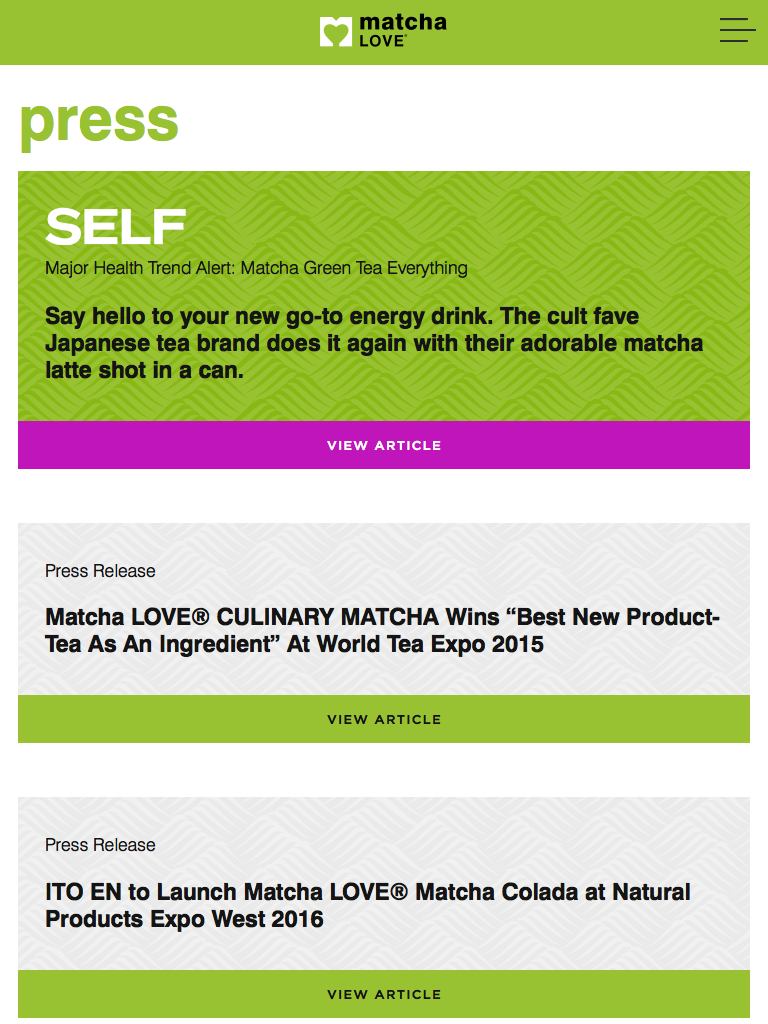 matcha
LOVE®
press
SELF
Major Health Trend Alert: Matcha Green Tea Everything
Say hello to your new go-to energy drink. The cult fave
Japanese tea brand does it again with their adorable matcha
latte shot in a can.
VIEW ARTICLE
Press Release
Matcha LOVE® CULINARY MATCHA Wins “Best New Product-
Tea As An Ingredient” At World Tea Expo 2015
VIEW ARTICLE
Press Release
ITO EN to Launch Matcha LOVE® Matcha Colada at Natural
Products Expo West 2016
VIEW ARTICLE